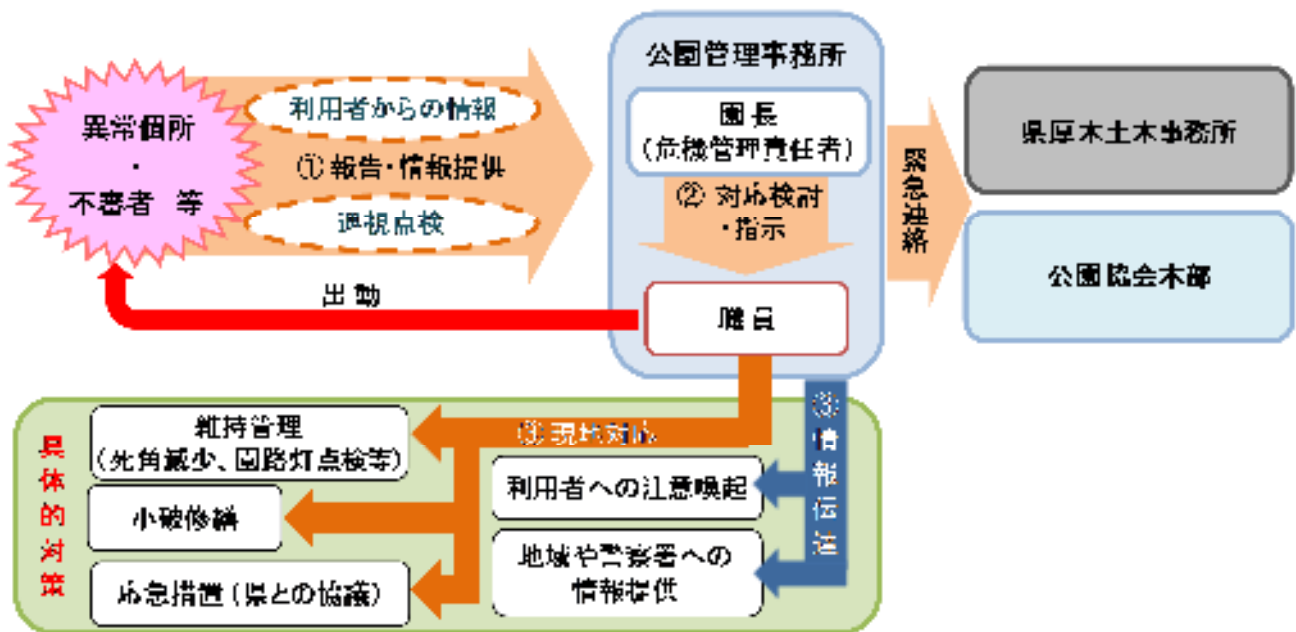 異常個所
・
不審者 等
利用者からの情報
①報告・情報提供
巡視点検
出動
公園管理事務所
園長
(危機管理責任者)
② 対応検討
・指示
職員
緊急連絡
県厚木土木事務所
公園協会本部
具体的対策
維持管理
(死角減少、園路灯点検等)
小破修繕
応急措置(県との協議)
③現地対応
利用者への注意喚起
地域や警察署への
情報提供
③情報伝達